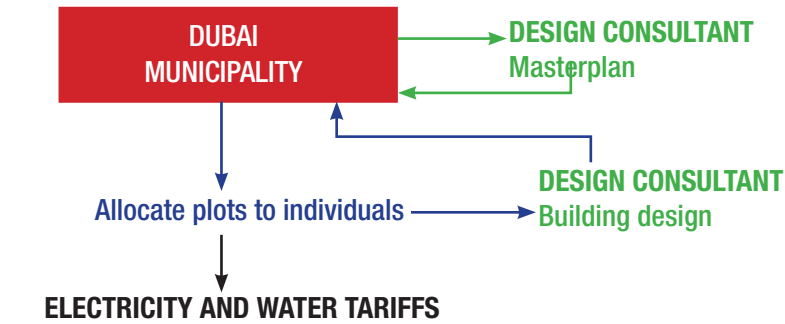 DUBAI
MUNICIPALITY
DESIGN CONSULTANT
Masterplan
DESIGN CONSULTANT
Building design
Allocate plots to individuals
ELECTRICITY AND WATER TARIFFS